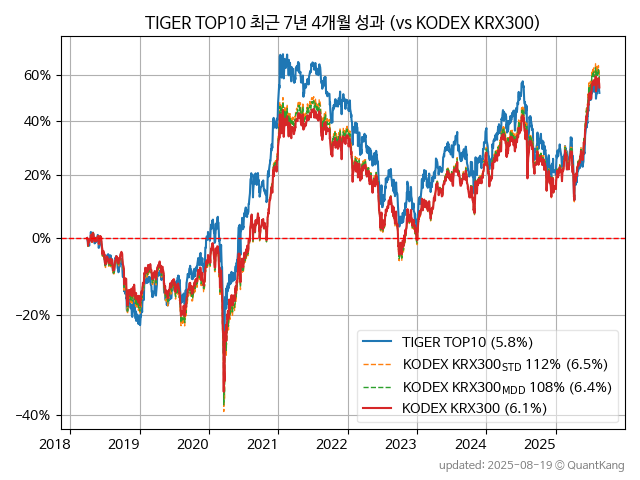 TIGER TOP10 최근 7년 4개월 성과 (vs KODEX KRX300)
60%
40%
20%
0%
−20%
−40%
TIGER TOP10 (5.8%)
KODEX KRX300STD 112% (6.5%)
KODEX KRX300MDD 108% (6.4%)
KODEX KRX300 (6.1%)
2018 2019 2020 2021 2022 2023 2024 2025
updated: 2025-08-19 ⓒ QuantKang